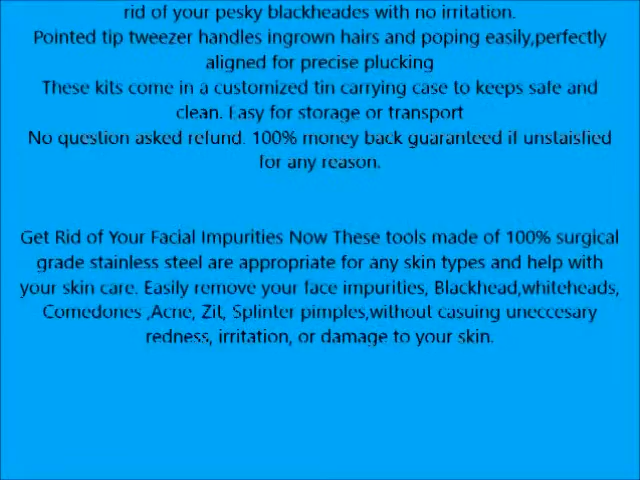 rid of your pesky blackheades with no irritation.
Pointed tip tweezer handles ingrown hairs and poping easily,perfectly
aligned for precise plucking
These kits come in a customized tin carrying case to keeps safe and
clean. Easy for storage or transport
No question asked refund. 100% money back guaranteed if unstaisfied
for any reason.
Get Rid of Your Facial Impurities Now These tools made of 100% surgical
grade stainless steel are appropriate for any skin types and help with
your skin care. Easily remove your face impurities, Blackhead,whiteheads,
Comedones ,Acne, Zit, Splinter pimples,without casuing uneccesary
redness, irritation, or damage to your skin.